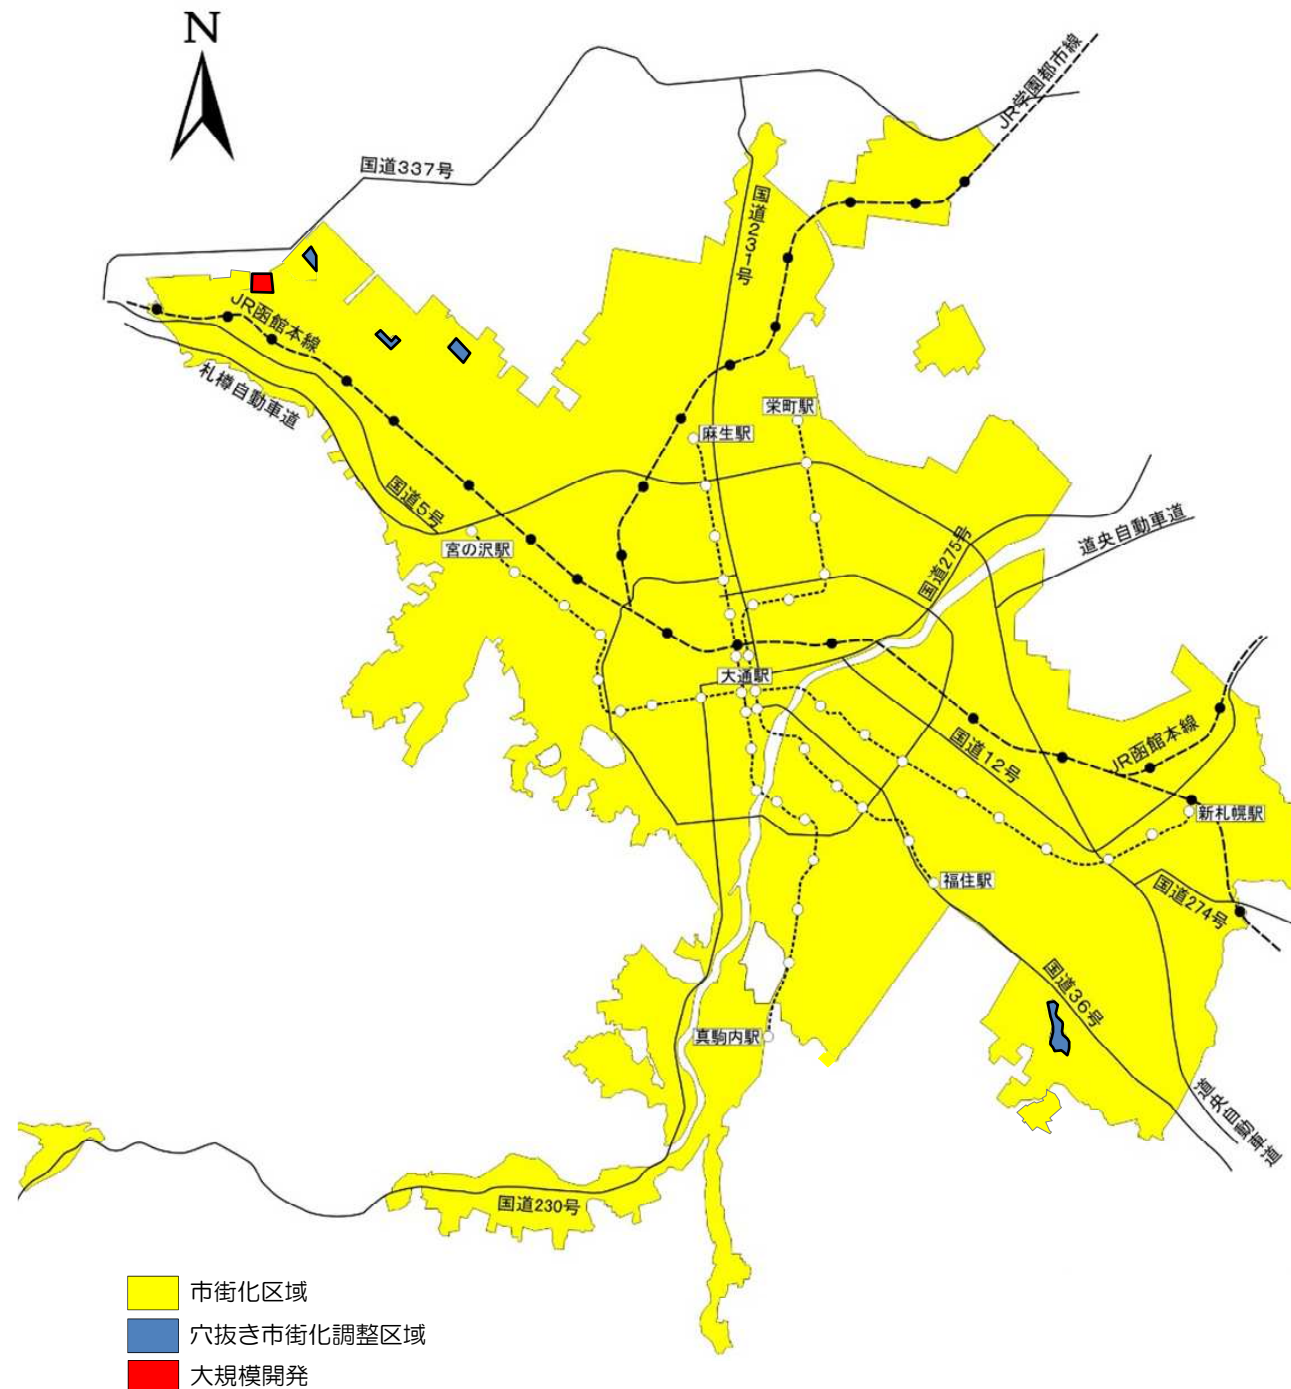 N
JR学園都市線
国道337号
国道231号
JR函館本線
札樽自動車道
栄町駅
麻生駅
国道5号
宮の沢駅
国道275号
道央自動車道
大通駅
国道12号
JR函館本線
新札幌駅
福住駅
国道274号
国道36号
真駒内駅
道央自動車道
国道230号
市街化区域
穴抜き市街化調整区域
大規模開発